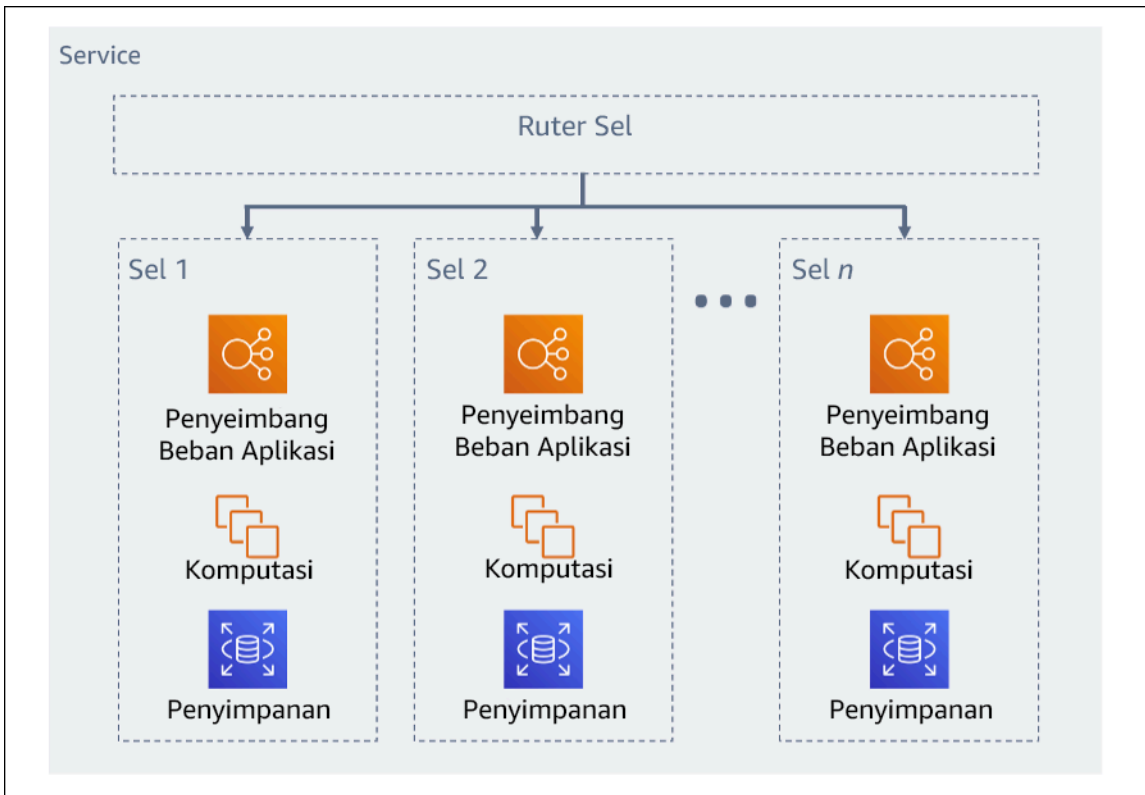 Service
Ruter Sel
Sel 1
Penyeimbang
Beban Aplikasi
Komputasi
Penyimpanan
Sel 2
Penyeimbang
Beban Aplikasi
Komputasi
Penyimpanan
Sel n
Penyeimbang
Beban Aplikasi
Komputasi
Penyimpanan